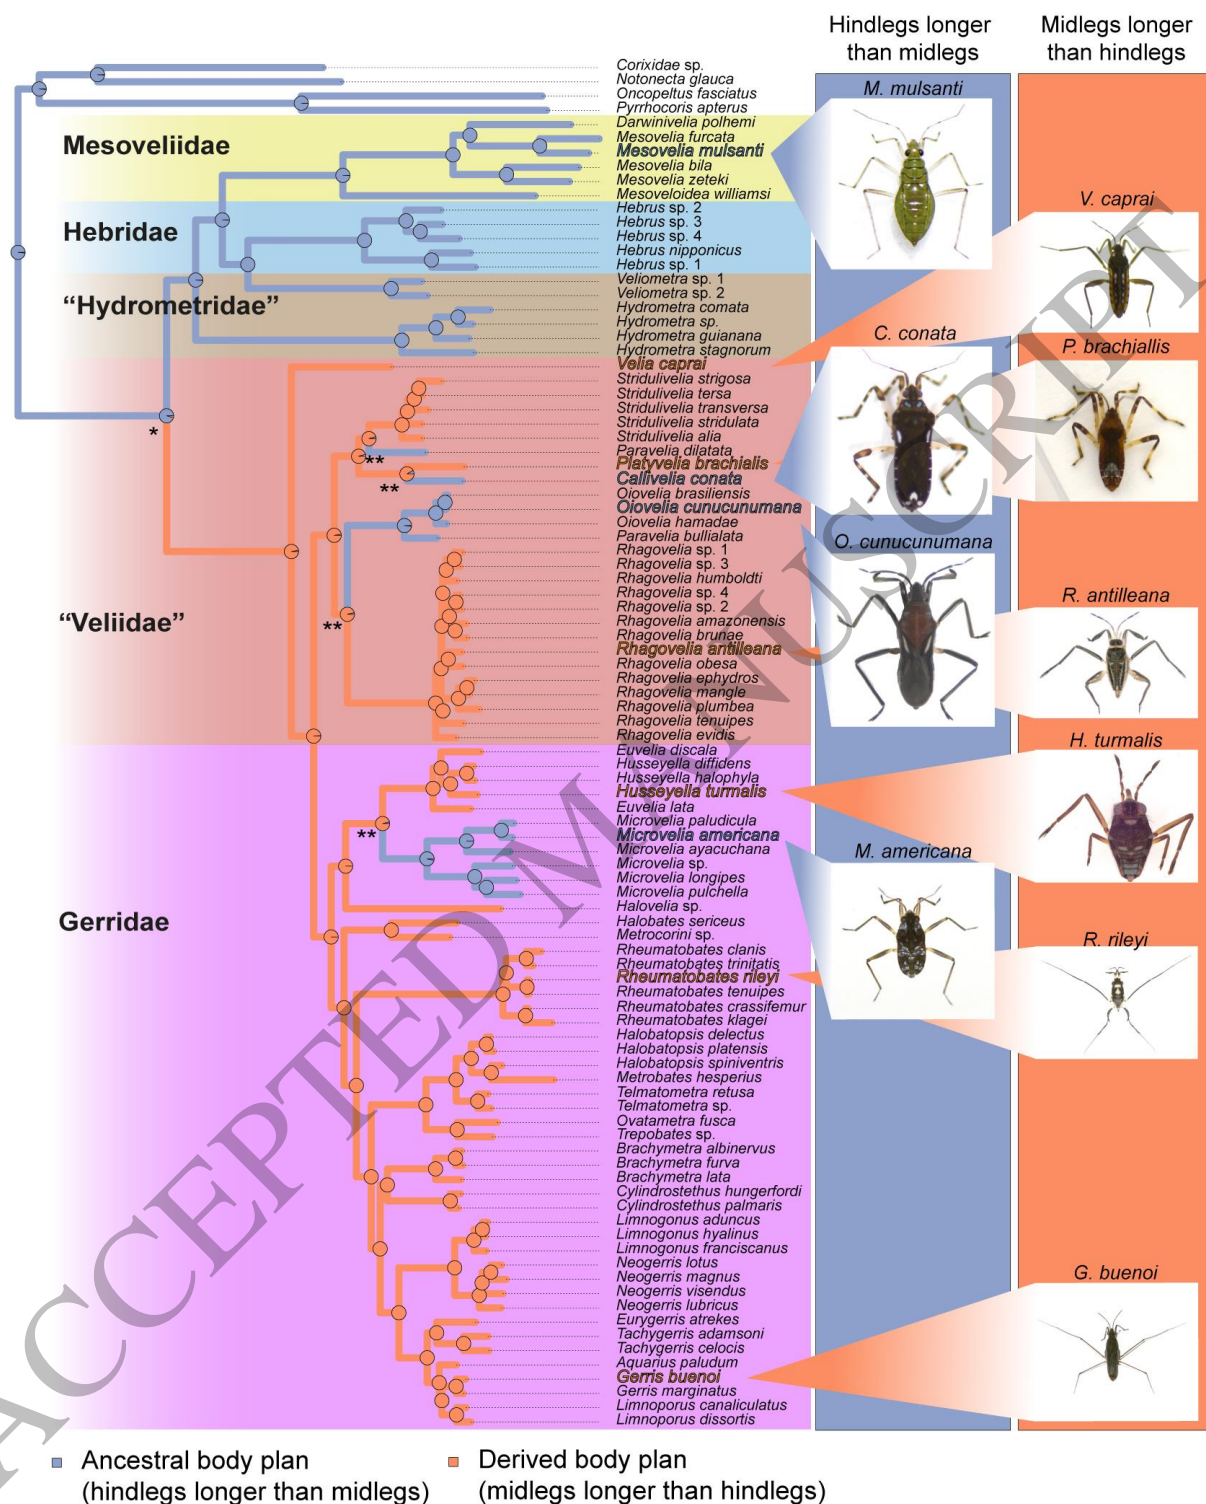 Hindlegs longer
than midlegs
Midlegs longer
than hindlegs
Corixidae sp.
Notonecta glauca
Oncopeltus fasciatus
Pyrrhocoris apterus
Darwinivelia polhemi
Mesovelia furcata
Mesovelia mulsanti
Mesovelia bila
Mesovelia zeteki
Mesoveloidea williamsi
Hebrus sp. 2
Hebrus sp. 3
Hebrus sp. 4
Hebrus nipponicus
Hebrus sp. 1
Veliometra sp. 1
Veliometra sp. 2
Hydrometra comata
Hydrometra sp.
Hydrometra guianana
Hydrometra stagnorum
Velia caprai
Stridulivelia strigosa
Stridulivelia tersa
Stridulivelia transversa
Stridulivelia stridulata
Stridulivelia alia
Paravelia dilatata
Platyvelia brachialis
Callivelia conata
Oiovelia brasiliensis
Oiovelia cunucunumana
Oiovelia hamadae
Paravelia bullialata
Rhagovelia sp. 1
Rhagovelia sp. 3
Rhagovelia humboldti
Rhagovelia sp. 4
Rhagovelia sp. 2
Rhagovelia amazonensis
Rhagovelia brunae
Rhagovelia antilleana
Rhagovelia obesa
Rhagovelia ephydros
Rhagovelia mangle
Rhagovelia plumbea
Rhagovelia tenuipes
Rhagovelia evidis
Euvelia discala
Husseyella diffidens
Husseyella halophyla
Husseyella turmalis
Euvelia lata
Microvelia paludicula
Microvelia americana
Microvelia ayacuchana
Microvelia sp.
Microvelia longipes
Microvelia pulchella
Halovelia sp.
Halobates sericeus
Metrocorini sp.
Rheumatobates clanis
Rheumatobates trinitatis
Rheumatobates rileyi
Rheumatobates tenuipes
Rheumatobates crassifemur
Rheumatobates klagei
Halobatopsis delectus
Halobatopsis platensis
Halobatopsis spiniventris
Metrobates hesperius
Telmatometra retusa
Telmatometra sp.
Ovatametra fusca
Trepobates sp.
Brachymetra albinervus
Brachymetra furva
Brachymetra lata
Cylindrostethus hungerfordi
Cylindrostethus palmaris
Limnogonus aduncus
Limnogonus hyalinus
Limnogonus franciscanus
Neogerris lotus
Neogerris magnus
Neogerris visendus
Neogerris lubricus
Eurygerris atrekes
Tachygerris adamsoni
Tachygerris celocis
Aquarius paludum
Gerris buenoi
Gerris marginatus
Limnoporus canaliculatus
Limnoporus dissortis
Mesoveliidae
Hebridae
“Hydrometridae”
“Veliidae”
Gerridae
*
**
**
**
**
M. mulsanti
C. conata
O. cunucunumana
M. americana
V. caprai
P. brachiallis
R. antilleana
H. turmalis
R. rileyi
G. buenoi
ACCEPTED MANUSCRIPT
Ancestral body plan
(hindlegs longer than midlegs)
Derived body plan
(midlegs longer than hindlegs)